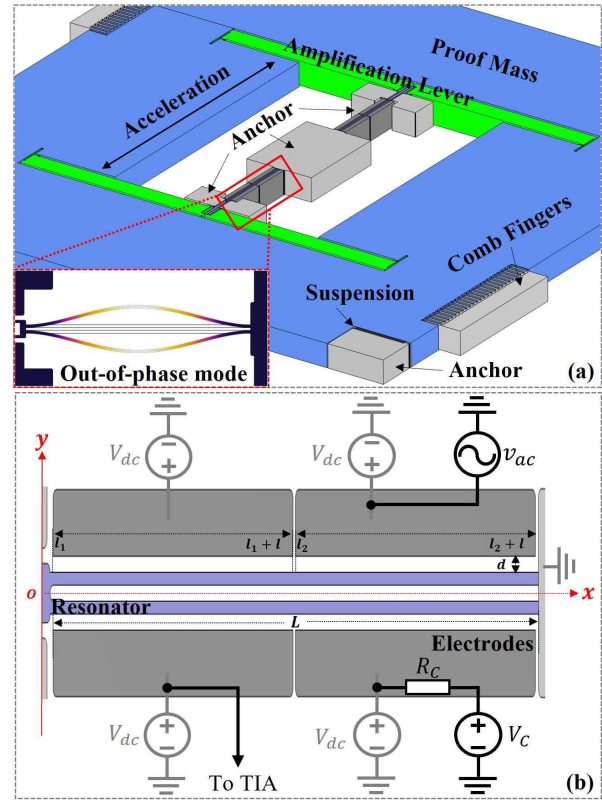 Proof Mass
Amplification Lever
Acceleration
Anchor
Comb Fingers
Suspension
Anchor
Out-of-phase mode
(a)
y
V_dc
V_dc
v_ac
l_1
l_1 + l
l_2
l_2 + l
d
o
Resonator
x
L
Electrodes
R_C
V_dc
V_dc
V_C
To TIA
(b)